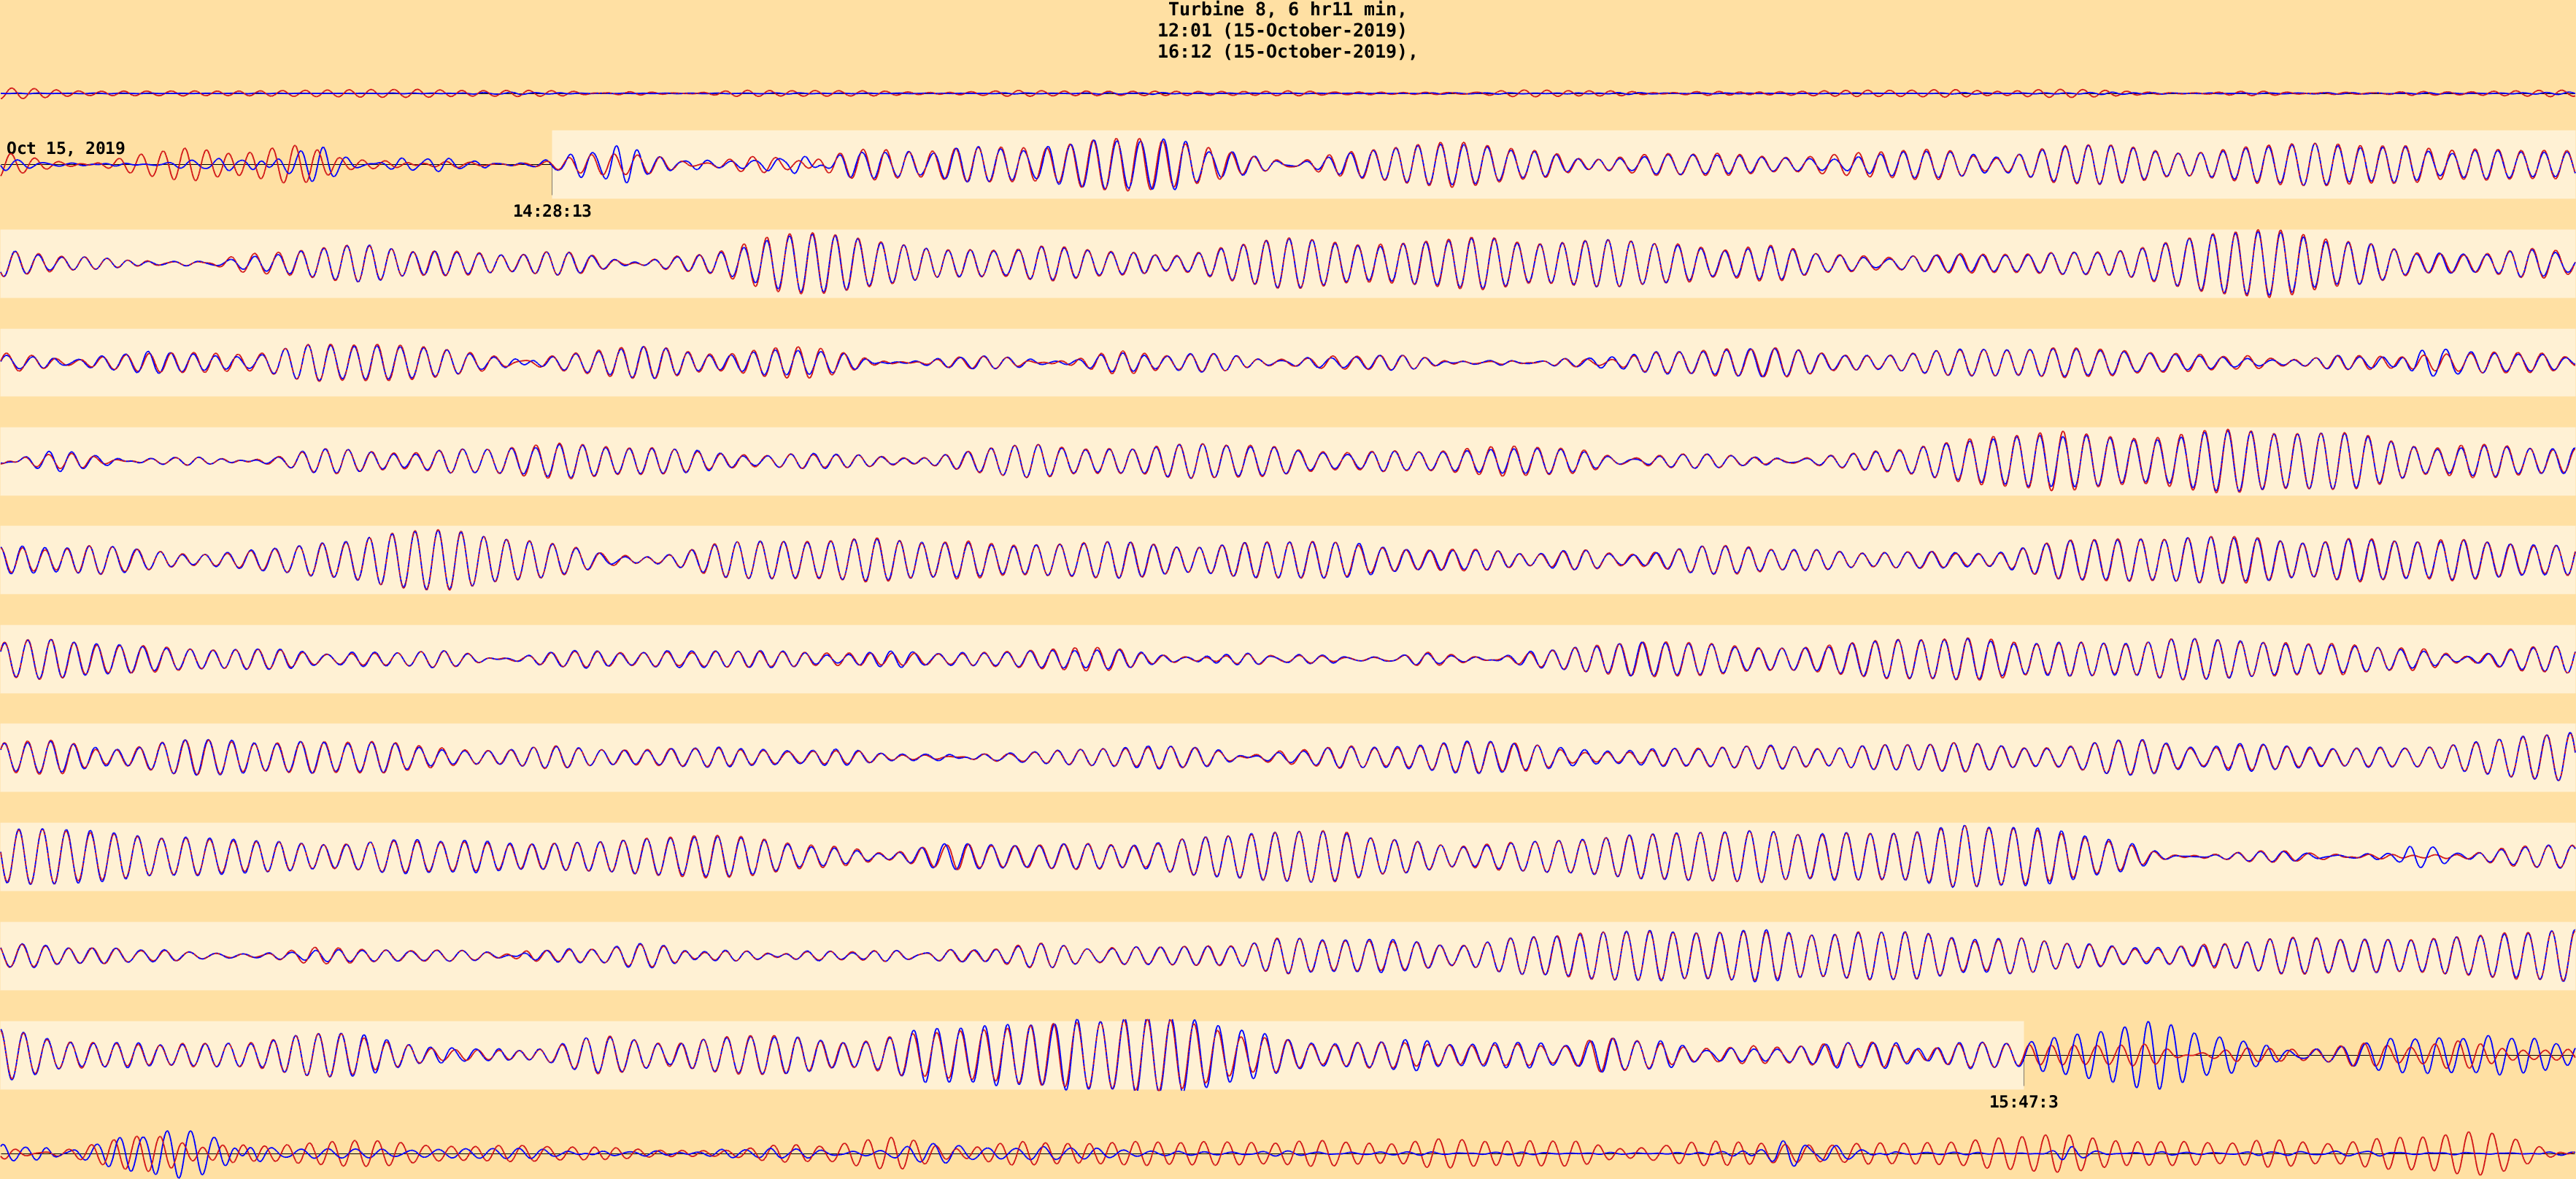 Turbine 8, 6 hr11 min,
12:01 (15-October-2019)
16:12 (15-October-2019),
Oct 15, 2019
14:28:13
15:47:3